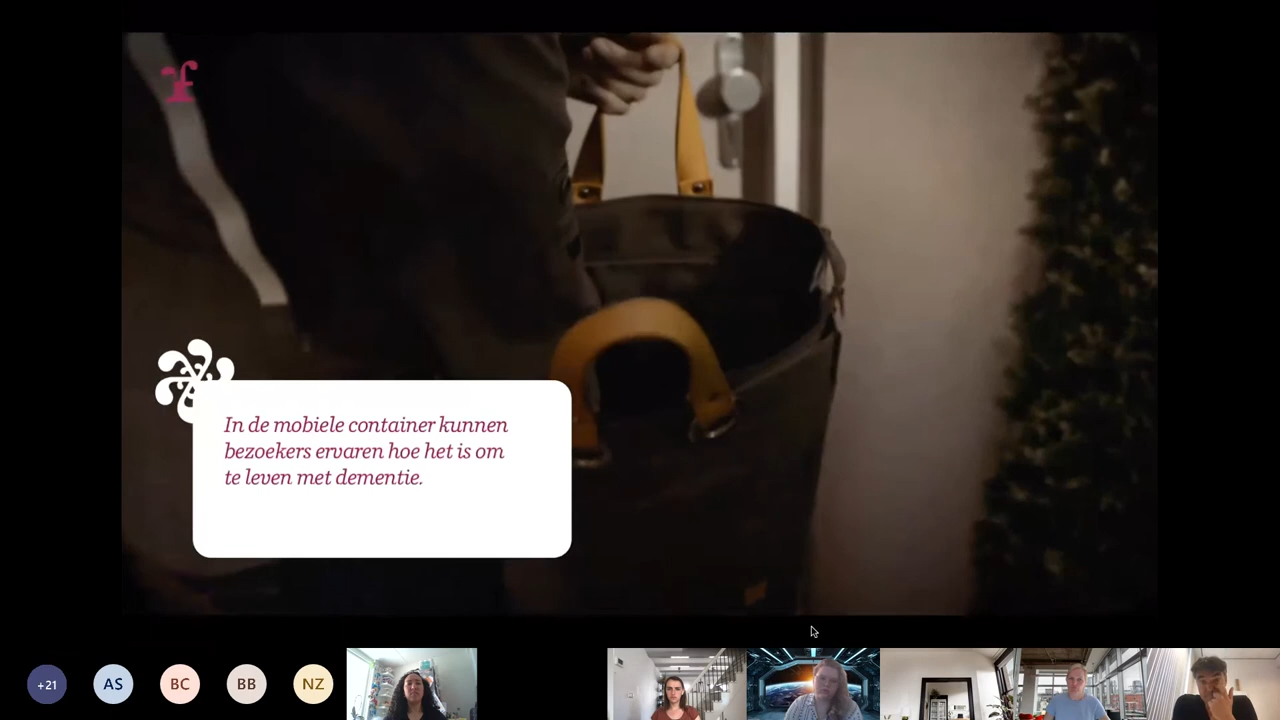 In de mobiele container kunnen
bezoekers ervaren hoe het is om
te leven met dementie.
+21
AS
BC
BB
NZ